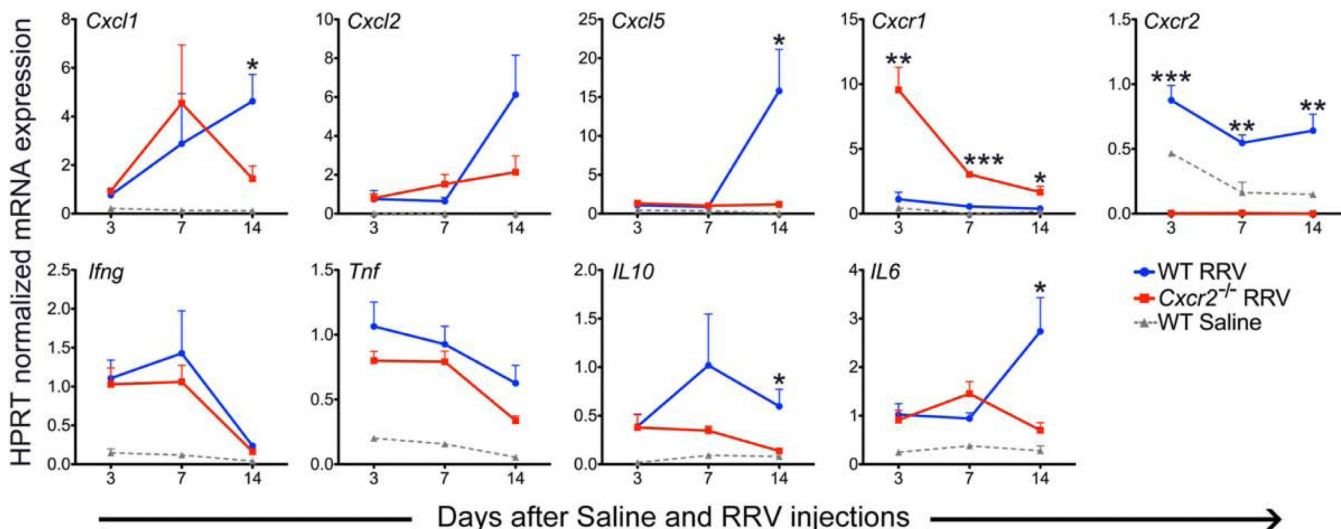 HPRT normalized mRNA expression
Cxcl1
8
6
4
2
0
*
3 7 14
Cxcl2
8
6
4
2
0
3 7 14
Cxcl5
25
20
15
10
5
0
*
3 7 14
Cxcr1
15
10
5
0
**
***
*
3 7 14
Cxcr2
1.5
1.0
0.5
0.0
***
**
**
3 7 14
Ifng
2.5
2.0
1.5
1.0
0.5
0.0
3 7 14
Tnf
1.5
1.0
0.5
0.0
3 7 14
IL10
2.0
1.5
1.0
0.5
0.0
*
3 7 14
IL6
4
3
2
1
0
*
3 7 14
WT RRV
Cxcr2-/- RRV
WT Saline
Days after Saline and RRV injections